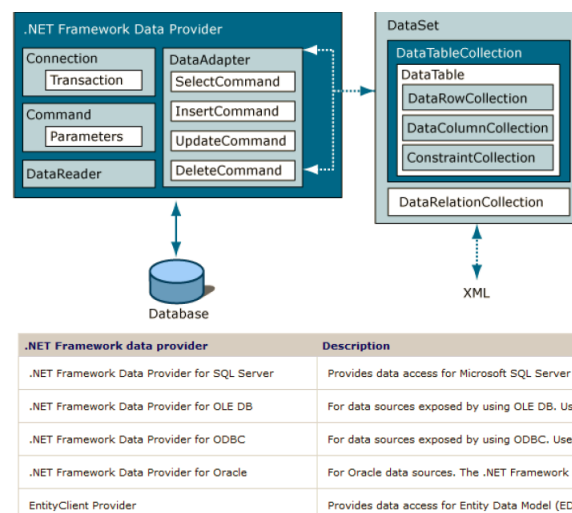 .NET Framework Data Provider
Connection
Transaction
Command
Parameters
DataReader
DataAdapter
SelectCommand
InsertCommand
UpdateCommand
DeleteCommand
DataSet
DataTableCollection
DataTable
DataRowCollection
DataColumnCollection
ConstraintCollection
DataRelationCollection
Database
XML
.NET Framework data provider Description
.NET Framework Data Provider for SQL Server Provides data access for Microsoft SQL Server
.NET Framework Data Provider for OLE DB For data sources exposed by using OLE DB. Us
.NET Framework Data Provider for ODBC For data sources exposed by using ODBC. Use
.NET Framework Data Provider for Oracle For Oracle data sources. The .NET Framework
EntityClient Provider Provides data access for Entity Data Model (ED